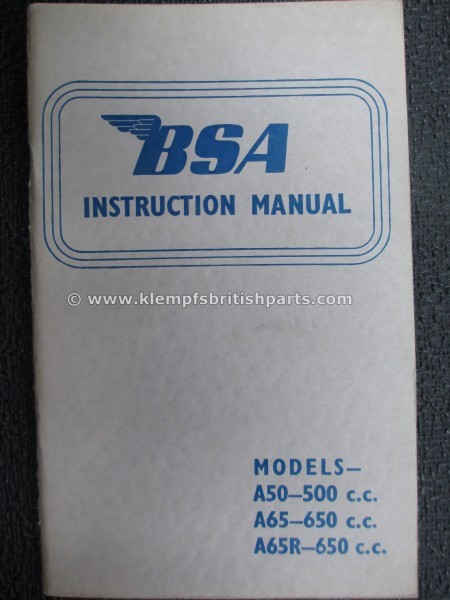 BSA
INSTRUCTION MANUAL
© www.klempfsbritishparts.com
MODELS—
A50—500 c.c.
A65—650 c.c.
A65R—650 c.c.